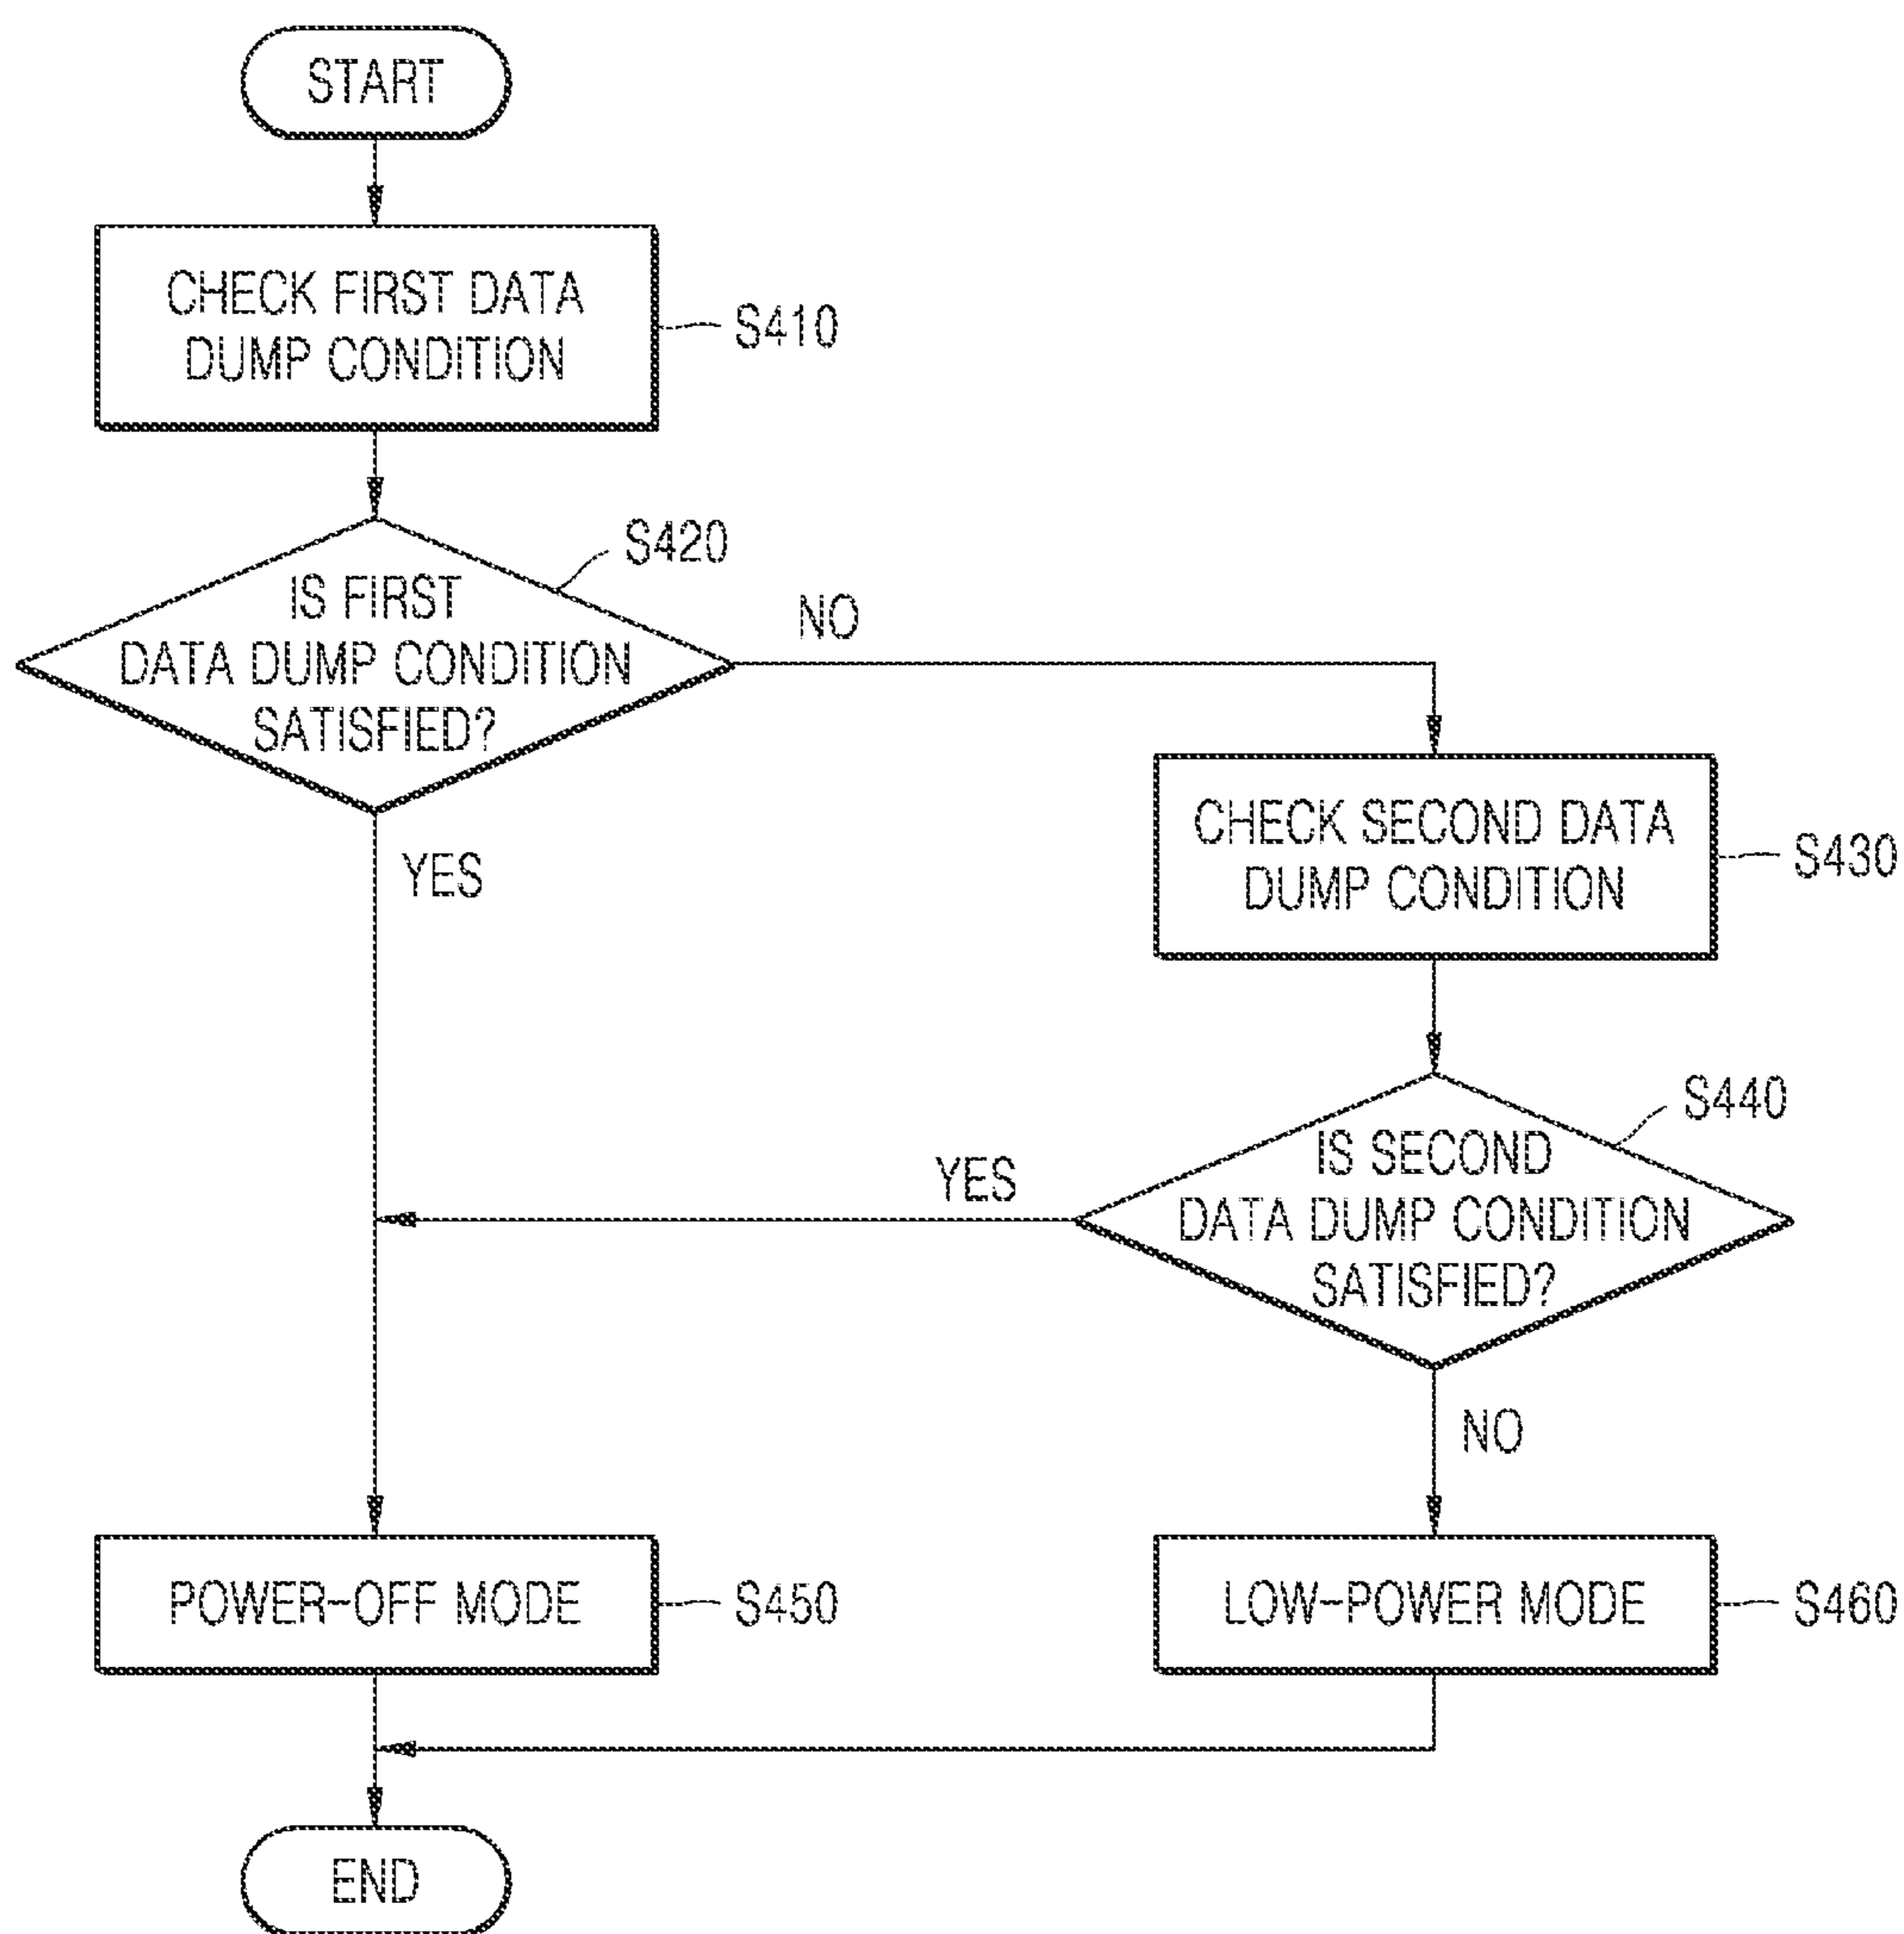 START
CHECK FIRST DATA
DUMP CONDITION
S410
S420
IS FIRST
DATA DUMP CONDITION
SATISFIED?
NO
YES
CHECK SECOND DATA
DUMP CONDITION
S430
S440
IS SECOND
DATA DUMP CONDITION
SATISFIED?
YES
NO
POWER-OFF MODE
S450
LOW-POWER MODE
S460
END